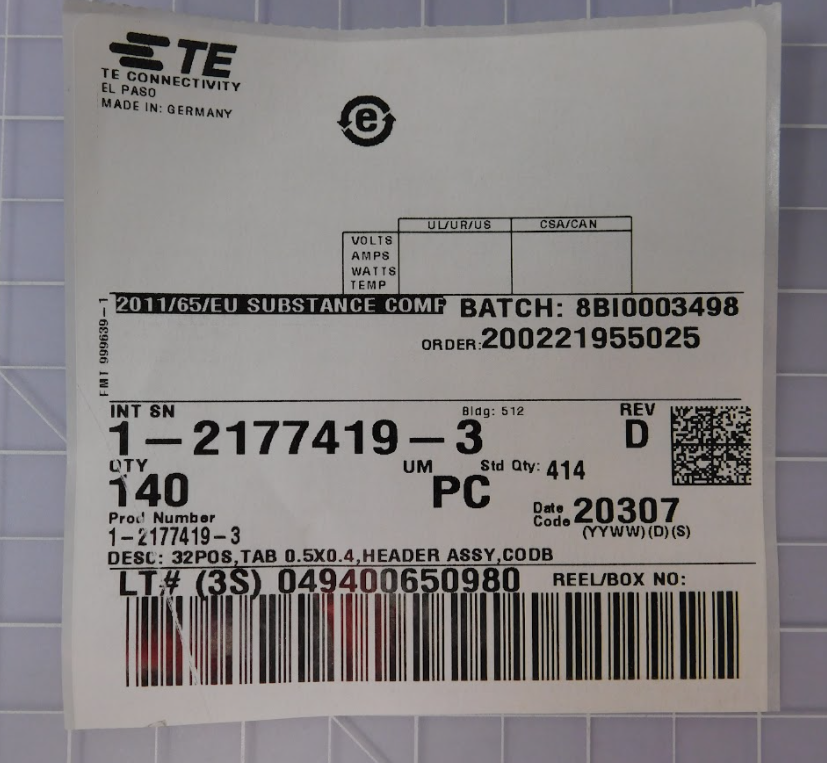 TE
TE CONNECTIVITY
EL PASO
MADE IN: GERMANY
e
UL/UR/US CSA/CAN
VOLTS
AMPS
WATTS
TEMP
2011/65/EU SUBSTANCE COMP BATCH: 8BI0003498
ORDER:200221955025
FMT 999639-1
INT SN Bldg: 512 REV
1-2177419-3 D
QTY UM Std Qty: 414
140 PC
Prod Number Date Code 20307
1-2177419-3 (YYWW)(D)(S)
DESC: 32POS,TAB 0.5X0.4,HEADER ASSY,CODB
LT# (3S) 049400650980 REEL/BOX NO: